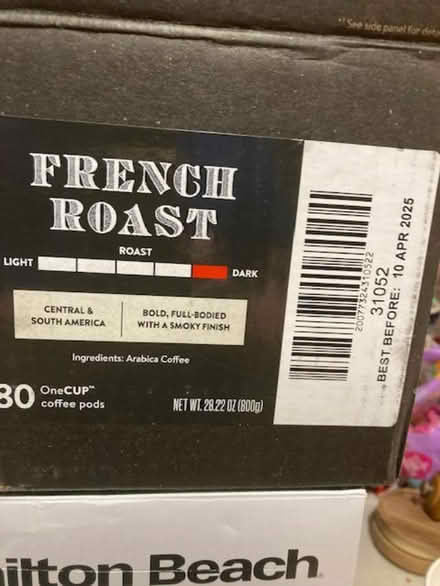 **See side panel for
FRENCH
ROAST
ROAST
LIGHT
DARK
CENTRAL &
SOUTH AMERICA
BOLD, FULL-BODIED
WITH A SMOKY FINISH
Ingredients: Arabica Coffee
80 OneCUP™
coffee pods
NET WT. 28.22 OZ (800g)
20077324310522
31052
BEST BEFORE: 10 APR 2025
ilton Beach